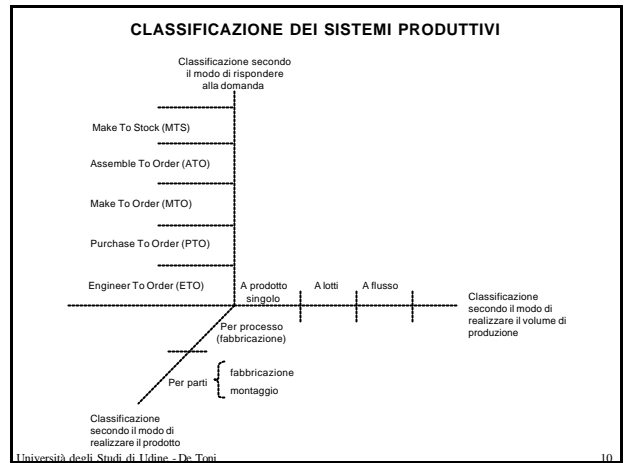 CLASSIFICAZIONE DEI SISTEMI PRODUTTIVI
Classificazione secondo
il modo di rispondere
alla domanda
Make To Stock (MTS)
Assemble To Order (ATO)
Make To Order (MTO)
Purchase To Order (PTO)
Engineer To Order (ETO)
A prodotto
singolo
A lotti
A flusso
Classificazione
secondo il modo di
realizzare il volume di
produzione
Per processo
(fabbricazione)
Per parti
fabbricazione
montaggio
Classificazione
secondo il modo di
realizzare il prodotto
Università degli Studi di Udine - De Toni
10